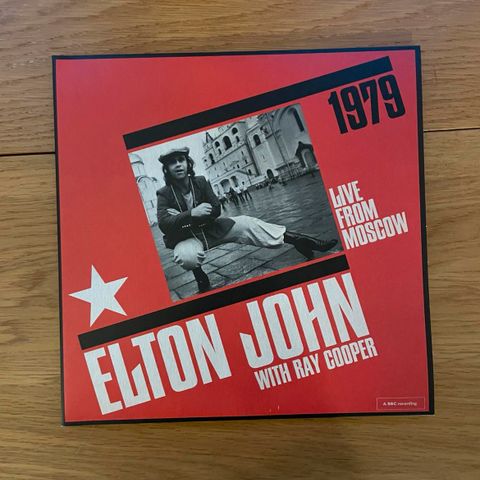 1979
LIVE
FROM
MOSCOW
ELTON JOHN
WITH RAY COOPER
A BBC recording